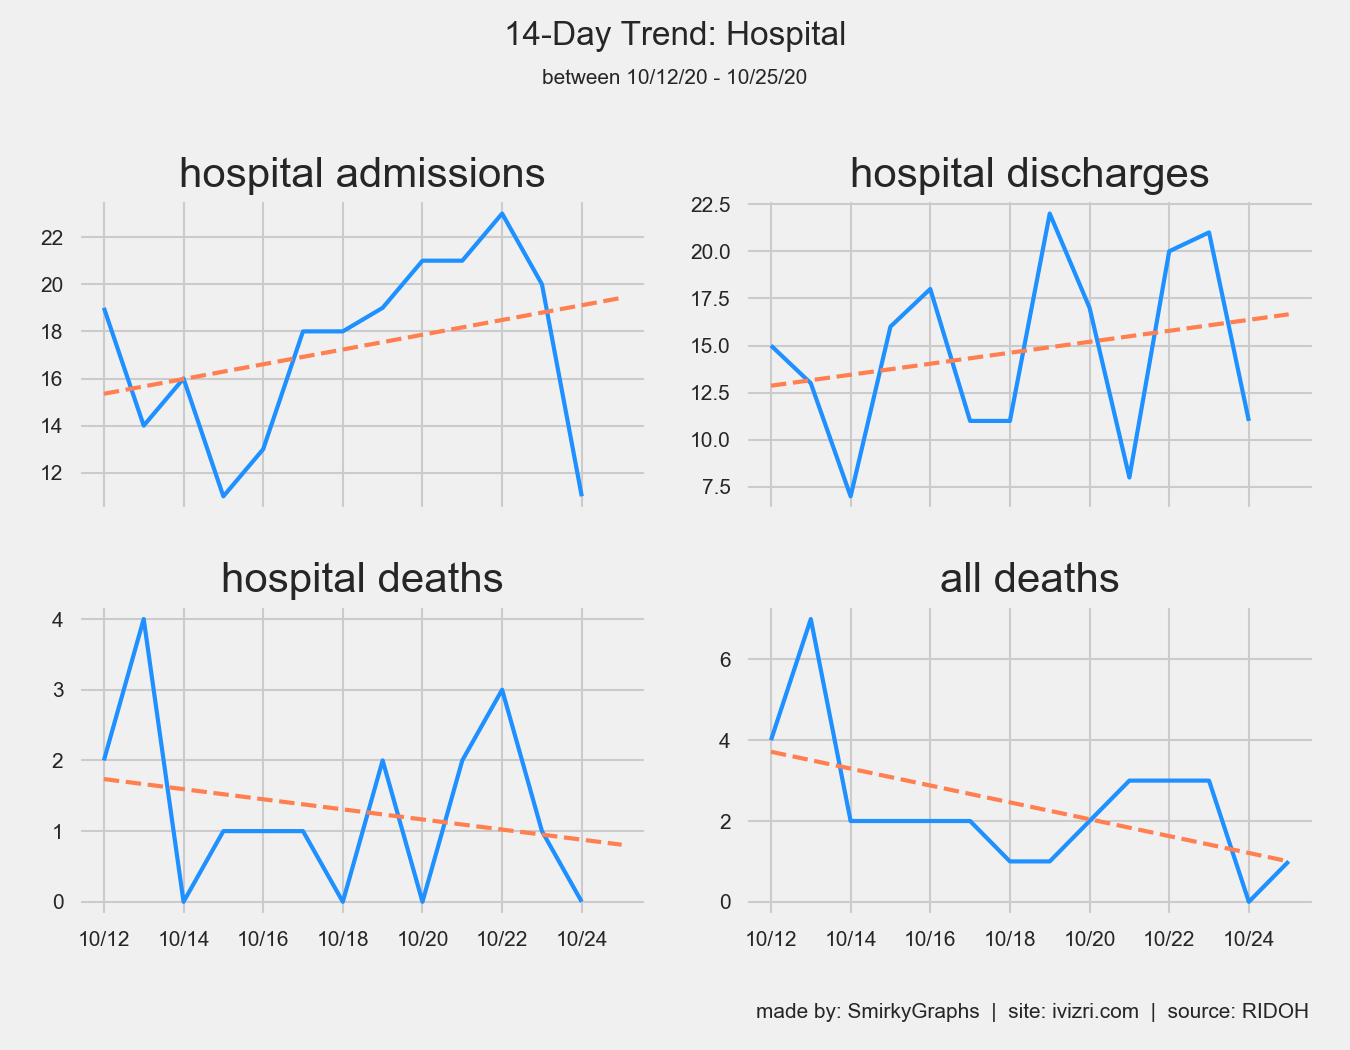 14-Day Trend: Hospital
between 10/12/20 - 10/25/20
hospital admissions
22
20
18
16
14
12
hospital discharges
22.5
20.0
17.5
15.0
12.5
10.0
7.5
hospital deaths
4
3
2
1
0
10/12 10/14 10/16 10/18 10/20 10/22 10/24
all deaths
6
4
2
0
10/12 10/14 10/16 10/18 10/20 10/22 10/24
made by: SmirkyGraphs | site: ivizri.com | source: RIDOH